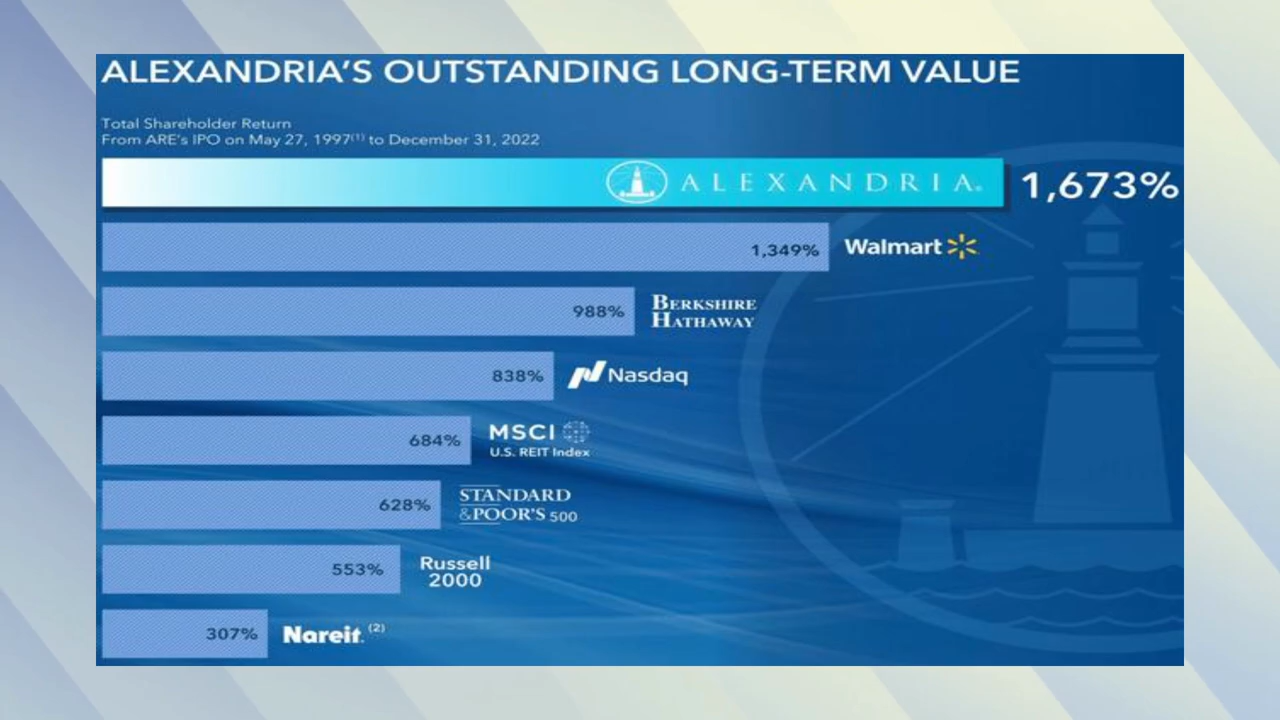 ALEXANDRIA'S OUTSTANDING LONG-TERM VALUE
Total Shareholder Return
From ARE's IPO on May 27, 1997(1) to December 31, 2022
ALEXANDRIA® 1,673%
1,349% Walmart
988% BERKSHIRE
HATHAWAY
838% Nasdaq
684% MSCI
U.S. REIT Index
628% STANDARD
&POOR'S 500
553% Russell
2000
307% Nareit. (2)